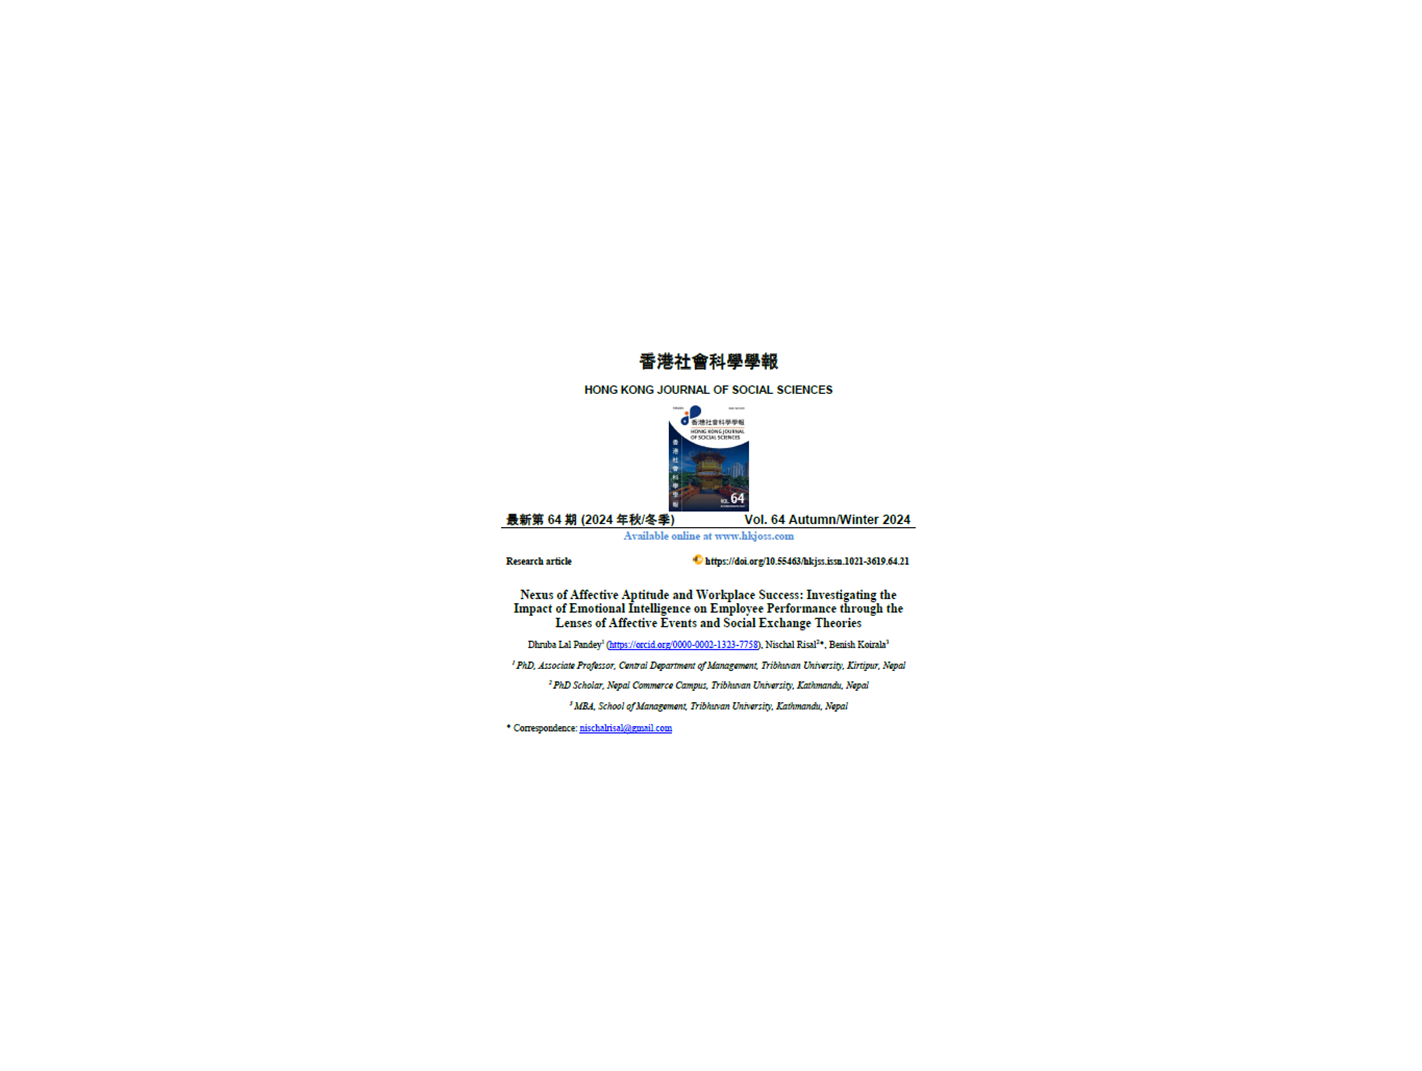 香港社會科學學報
HONG KONG JOURNAL OF SOCIAL SCIENCES
香港社會科學學報
HONG KONG JOURNAL
OF SOCIAL SCIENCES
香港社會科學學報
VOL 64
最新第 64 期 (2024 年秋/冬季) Vol. 64 Autumn/Winter 2024
Available online at www.hkjoss.com
Research article https://doi.org/10.55463/hkjss.issn.1021-3619.64.21
Nexus of Affective Aptitude and Workplace Success: Investigating the
Impact of Emotional Intelligence on Employee Performance through the
Lenses of Affective Events and Social Exchange Theories
Dhruba Lal Pandey¹ (https://orcid.org/0000-0002-1323-7758), Nischal Risal²*, Benish Koirala³
¹ PhD, Associate Professor, Central Department of Management, Tribhuvan University, Kirtipur, Nepal
² PhD Scholar, Nepal Commerce Campus, Tribhuvan University, Kathmandu, Nepal
³ MBA, School of Management, Tribhuvan University, Kathmandu, Nepal
* Correspondence: nischalrisal@gmail.com